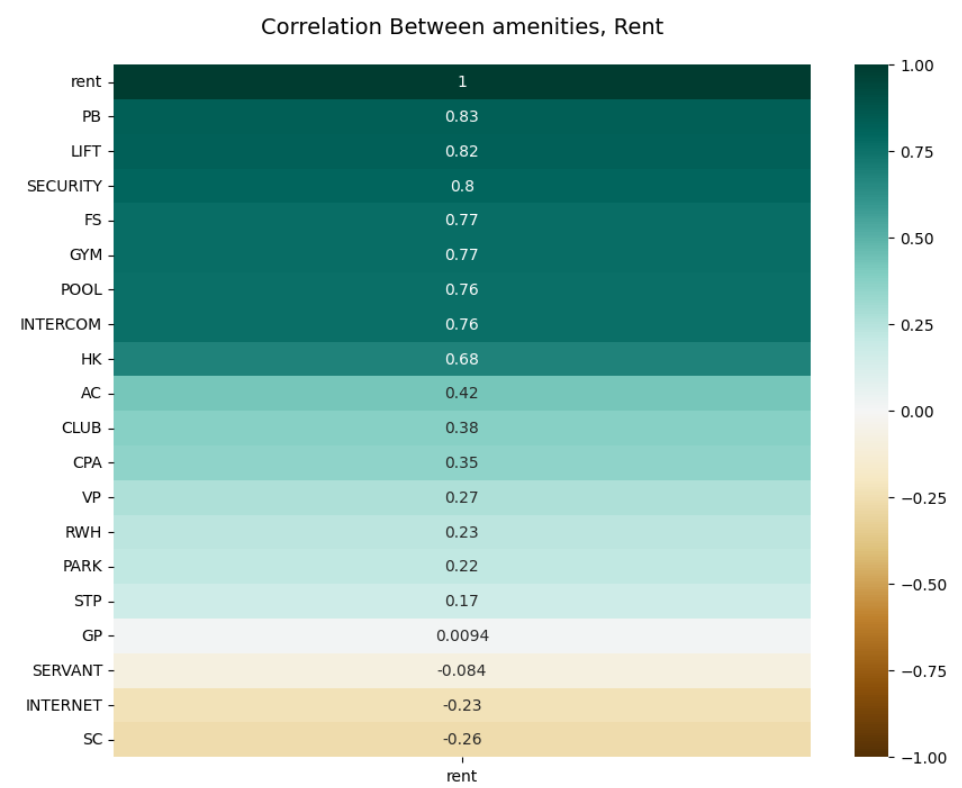 Correlation Between amenities, Rent
rent 1
PB 0.83
LIFT 0.82
SECURITY 0.8
FS 0.77
GYM 0.77
POOL 0.76
INTERCOM 0.76
HK 0.68
AC 0.42
CLUB 0.38
CPA 0.35
VP 0.27
RWH 0.23
PARK 0.22
STP 0.17
GP 0.0094
SERVANT -0.084
INTERNET -0.23
SC -0.26
rent
1.00
0.75
0.50
0.25
0.00
−0.25
−0.50
−0.75
−1.00